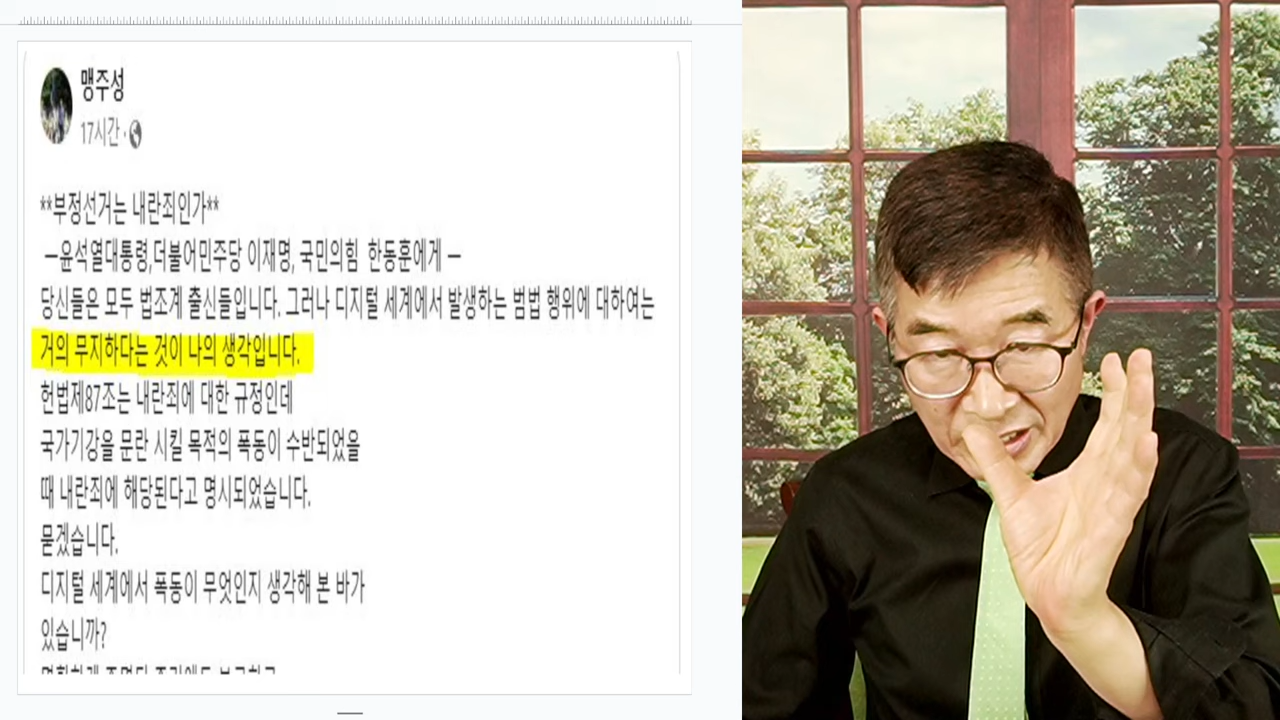 맹주성
17시간 ·
**부정선거는 내란죄인가**
—윤석열대통령,더불어민주당 이재명, 국민의힘 한동훈에게 —
당신들은 모두 법조계 출신들입니다. 그러나 디지털 세계에서 발생하는 범법 행위에 대하여는
거의 무지하다는 것이 나의 생각입니다.
헌법제87조는 내란죄에 대한 규정인데
국가기강을 문란 시킬 목적의 폭동이 수반되었을
때 내란죄에 해당된다고 명시되었습니다.
묻겠습니다.
디지털 세계에서 폭동이 무엇인지 생각해 본 바가
있습니까?